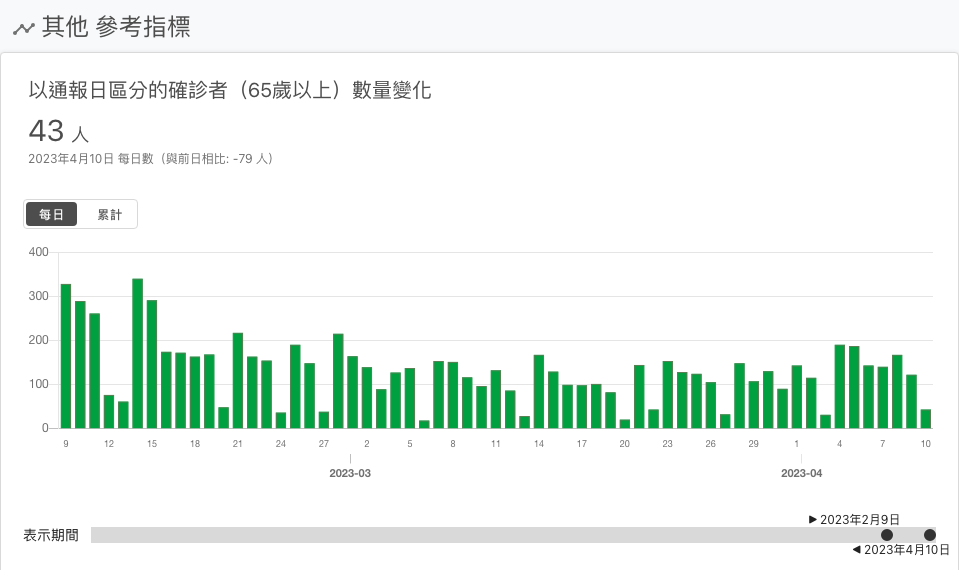 其他 參考指標
以通報日區分的確診者（65歲以上）數量變化
43 人
2023年4月10日 每日數（與前日相比: -79 人）
每日 累計
400
300
200
100
0
9 12 15 18 21 24 27 2 5 8 11 14 17 20 23 26 29 1 4 7 10
2023-03 2023-04
▶ 2023年2月9日
表示期間
◀ 2023年4月10日